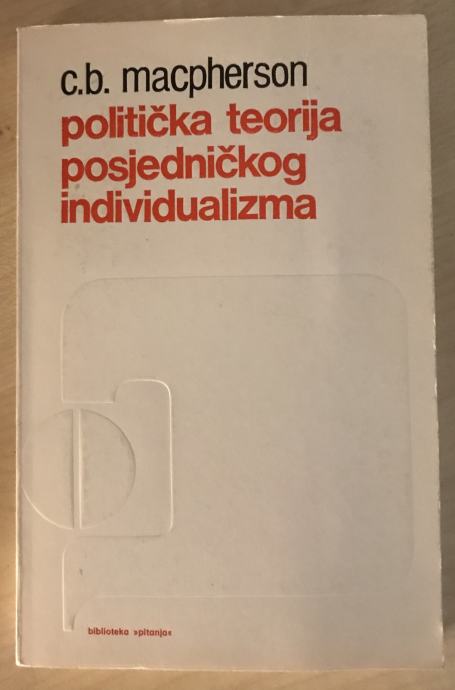 c.b. macpherson
politička teorija
posjedničkog
individualizma
biblioteka »pitanja«